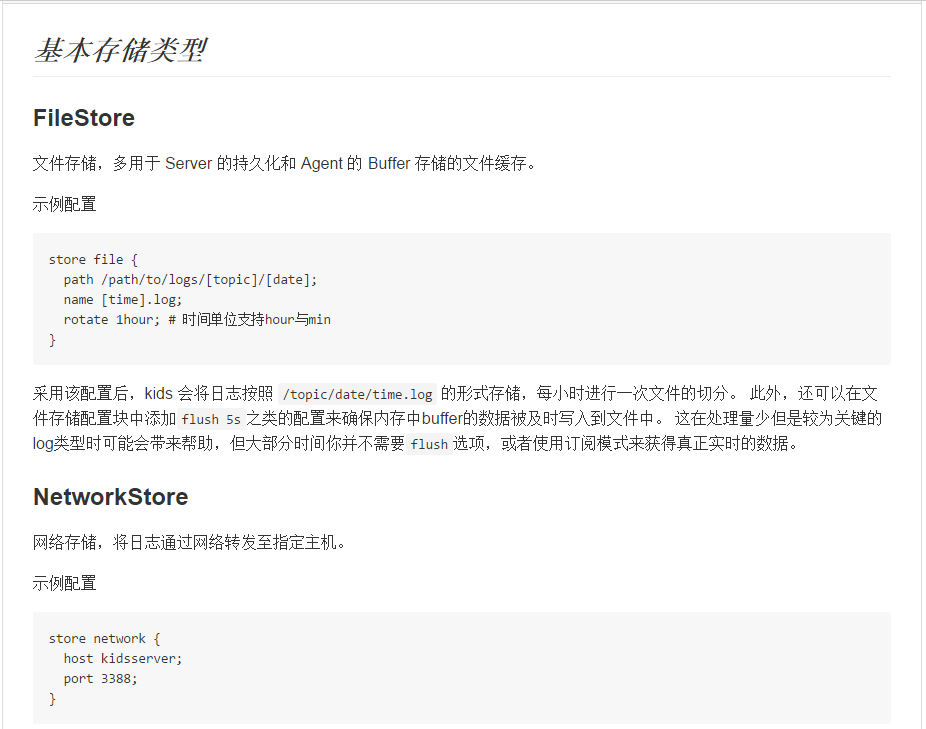 基本存储类型
FileStore
文件存储，多用于 Server 的持久化和 Agent 的 Buffer 存储的文件缓存。
示例配置
store file {
  path /path/to/logs/[topic]/[date];
  name [time].log;
  rotate 1hour; # 时间单位支持hour与min
}
采用该配置后，kids 会将日志按照 /topic/date/time.log 的形式存储，每小时进行一次文件的切分。 此外，还可以在文
件存储配置块中添加 flush 5s 之类的配置来确保内存中buffer的数据被及时写入到文件中。 这在处理量少但是较为关键的
log类型时可能会带来帮助，但大部分时间你并不需要 flush 选项，或者使用订阅模式来获得真正实时的数据。
NetworkStore
网络存储，将日志通过网络转发至指定主机。
示例配置
store network {
  host kidsserver;
  port 3388;
}